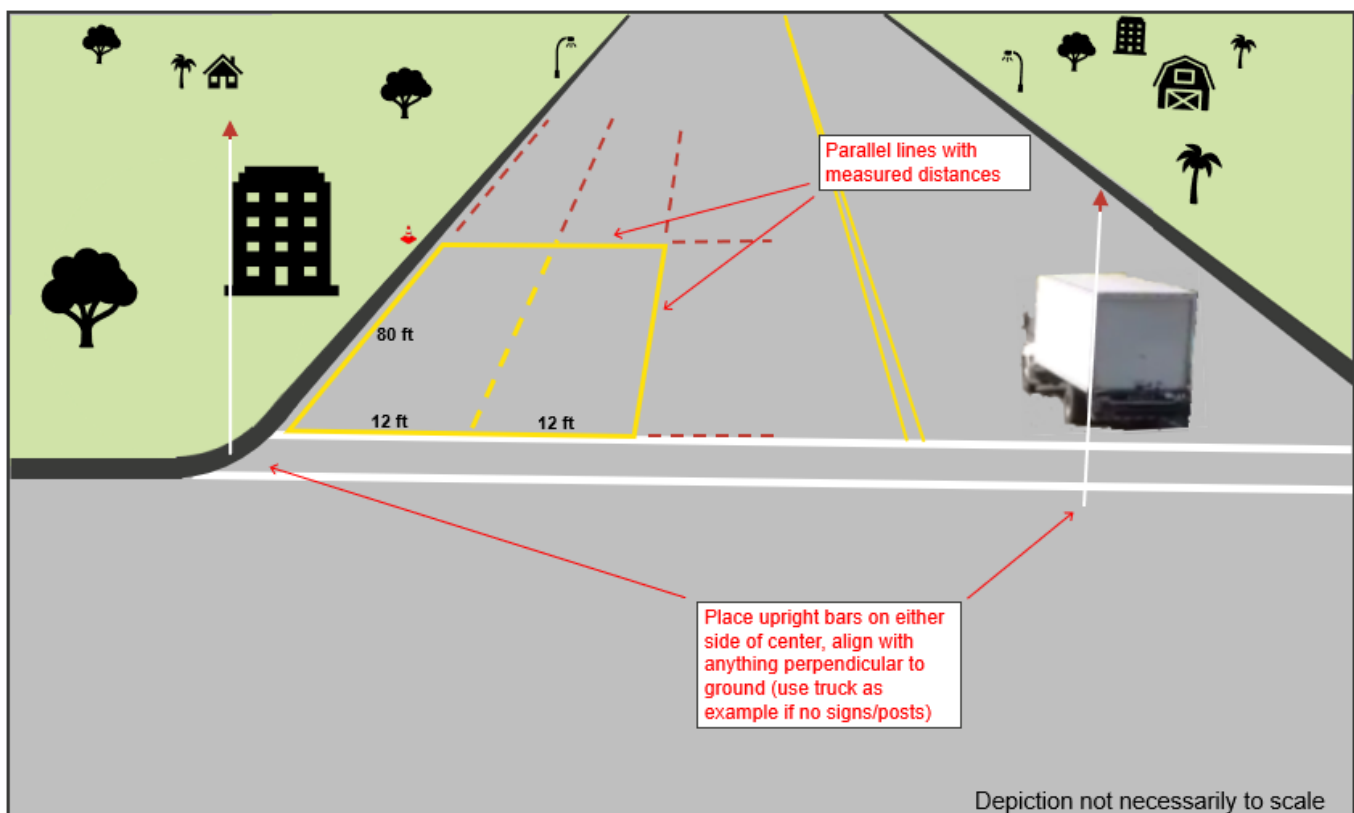 Parallel lines with
measured distances
80 ft
12 ft
12 ft
Place upright bars on either
side of center, align with
anything perpendicular to
ground (use truck as
example if no signs/posts)
Depiction not necessarily to scale